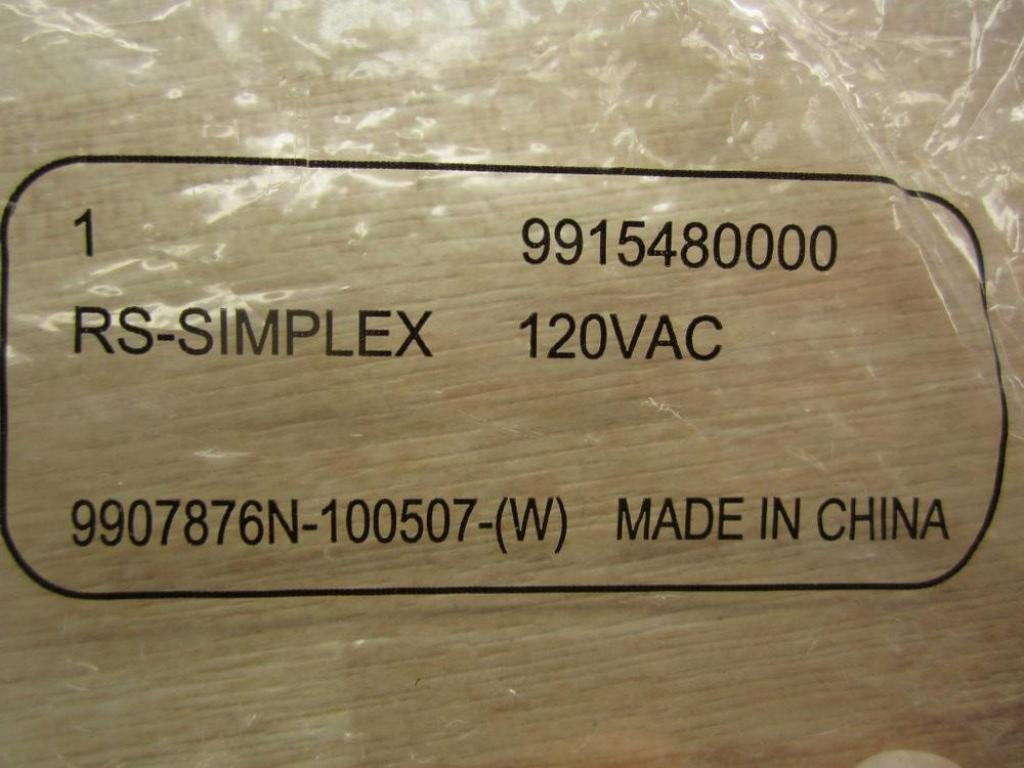 1 9915480000
RS-SIMPLEX 120VAC
9907876N-100507-(W) MADE IN CHINA